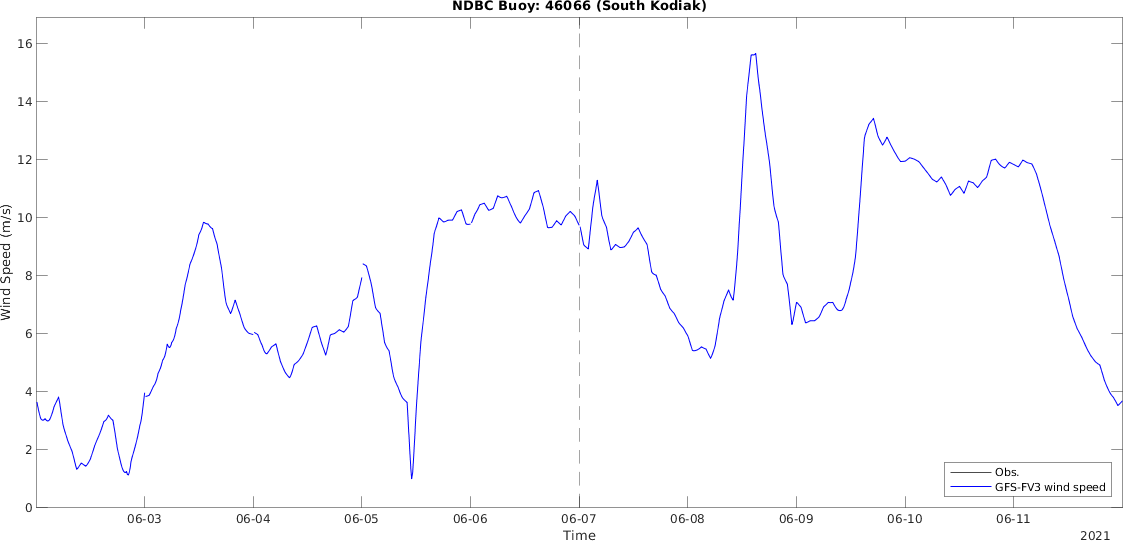 NDBC Buoy: 46066 (South Kodiak)
Wind Speed (m/s)
16
14
12
10
8
6
4
2
0
Obs.
GFS-FV3 wind speed
06-03 06-04 06-05 06-06 06-07 06-08 06-09 06-10 06-11
Time
2021